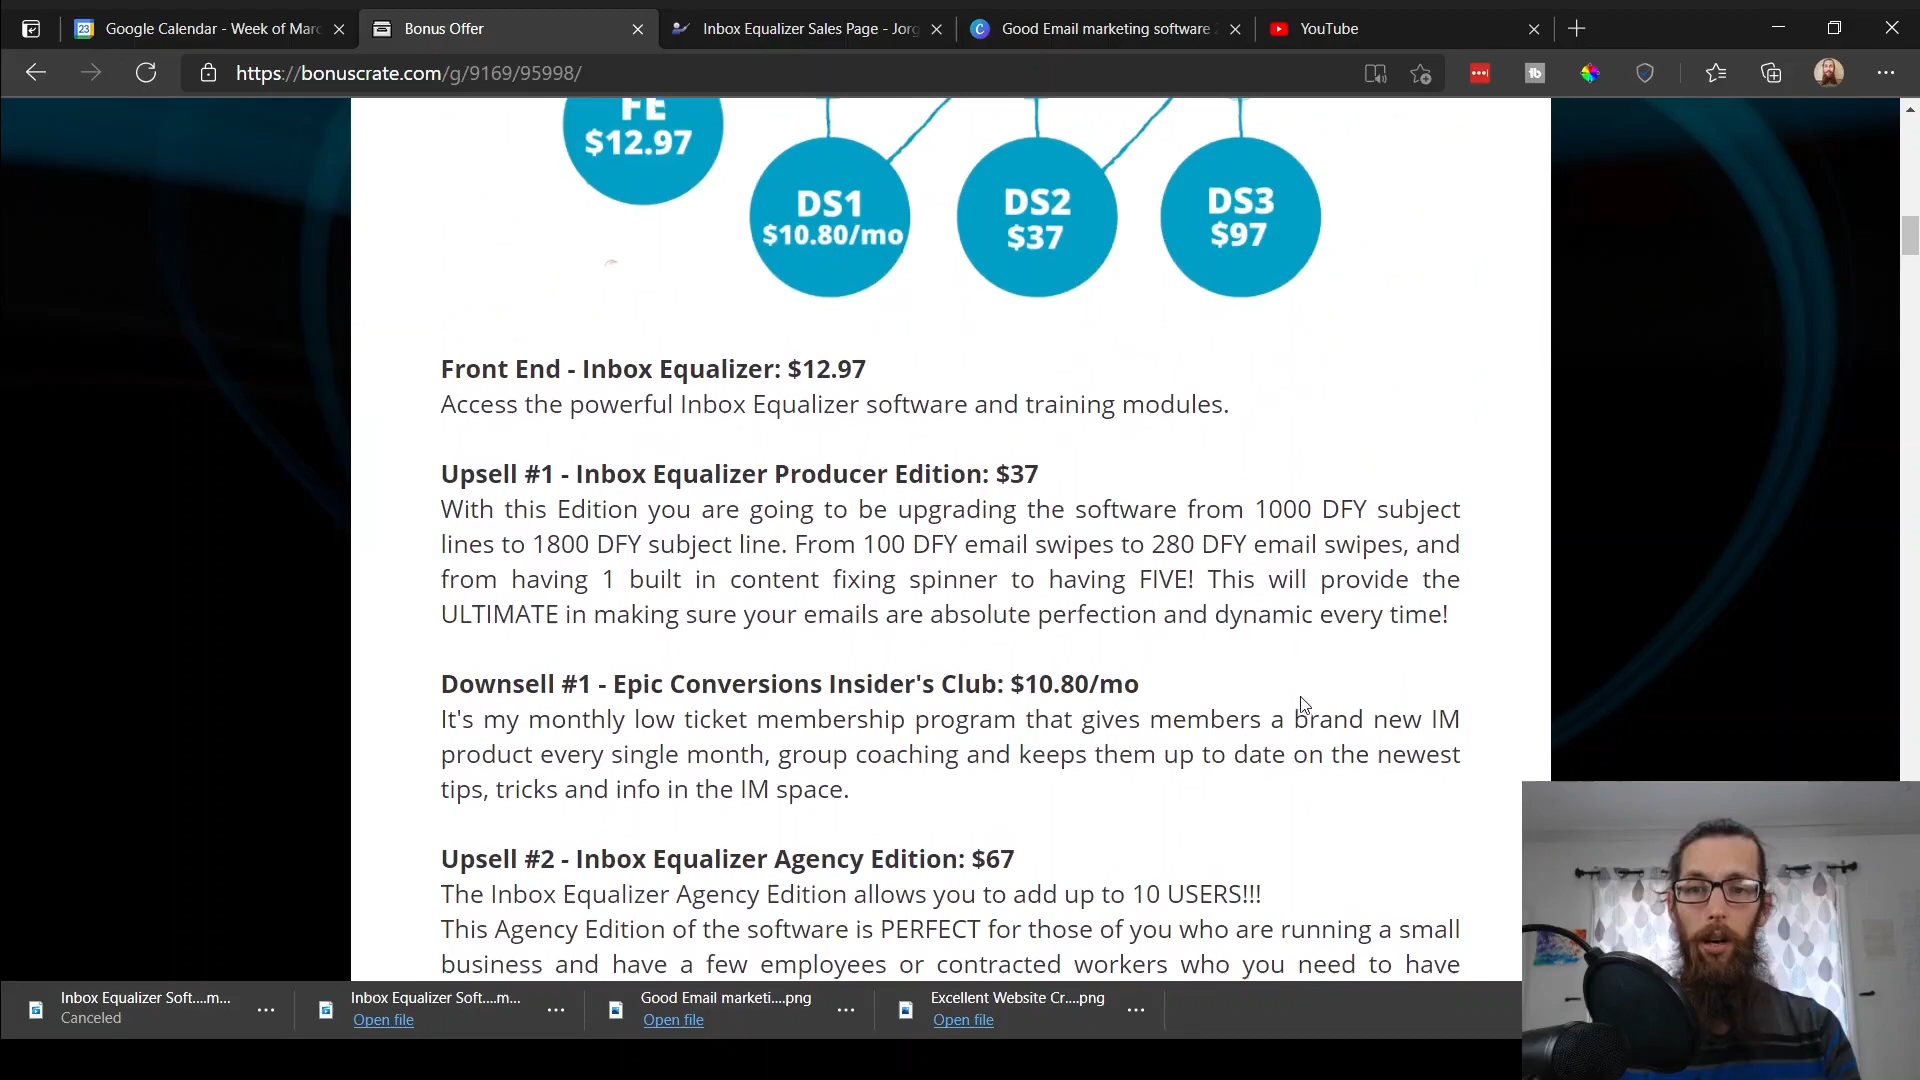 Google Calendar - Week of Marc
Bonus Offer
Inbox Equalizer Sales Page - Jorg
Good Email marketing software
YouTube
https://bonuscrate.com/g/9169/95998/
FE
$12.97
DS1
$10.80/mo
DS2
$37
DS3
$97
Front End - Inbox Equalizer: $12.97
Access the powerful Inbox Equalizer software and training modules.
Upsell #1 - Inbox Equalizer Producer Edition: $37
With this Edition you are going to be upgrading the software from 1000 DFY subject
lines to 1800 DFY subject line. From 100 DFY email swipes to 280 DFY email swipes, and
from having 1 built in content fixing spinner to having FIVE! This will provide the
ULTIMATE in making sure your emails are absolute perfection and dynamic every time!
Downsell #1 - Epic Conversions Insider's Club: $10.80/mo
It's my monthly low ticket membership program that gives members a brand new IM
product every single month, group coaching and keeps them up to date on the newest
tips, tricks and info in the IM space.
Upsell #2 - Inbox Equalizer Agency Edition: $67
The Inbox Equalizer Agency Edition allows you to add up to 10 USERS!!!
This Agency Edition of the software is PERFECT for those of you who are running a small
business and have a few employees or contracted workers who you need to have
Inbox Equalizer Soft....m...
Canceled
Inbox Equalizer Soft....m...
Open file
Good Email marketi....png
Open file
Excellent Website Cr....png
Open file